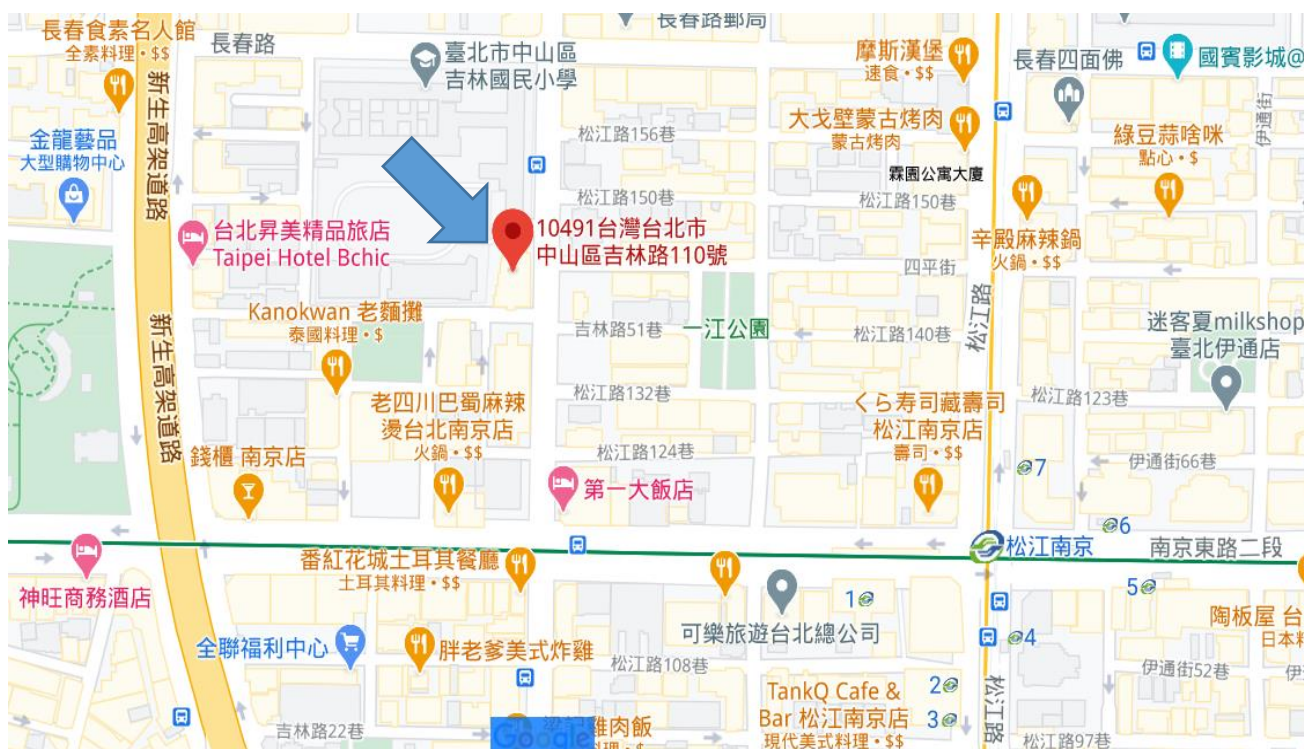 長春食素名人館
全素料理・$$
長春路
臺北市中山區
吉林國民小學
長春路郵局
摩斯漢堡
速食・$$
長春四面佛
國賓影城@
新生高架道路
金龍藝品
大型購物中心
松江路156巷
大戈壁蒙古烤肉
蒙古烤肉
綠豆蒜啥咪
點心・$
伊通街
霖園公寓大廈
松江路150巷
松江路150巷
台北昇美精品旅店
Taipei Hotel Bchic
10491台灣台北市
中山區吉林路110號
辛殿麻辣鍋
火鍋・$$
四平街
Kanokwan 老麵攤
泰國料理・$
吉林路51巷
一江公園
松江路140巷
松江路
迷客夏milkshop
臺北伊通店
新生高架道路
老四川巴蜀麻辣
燙台北南京店
火鍋・$$
松江路132巷
くら寿司藏壽司
松江南京店
壽司・$$
松江路123巷
錢櫃 南京店
松江路124巷
第一大飯店
7
伊通街66巷
6
松江南京
南京東路二段
神旺商務酒店
番紅花城土耳其餐廳
土耳其料理・$$
可樂旅遊台北總公司
1
5
陶板屋 台
日本料
全聯福利中心
胖老爹美式炸雞
松江路108巷
4
伊通街52巷
伊
TankQ Cafe &
Bar 松江南京店
現代美式料理・$$
2
3
松江路
吉林路22巷
Google
雞肉飯
松江路97巷